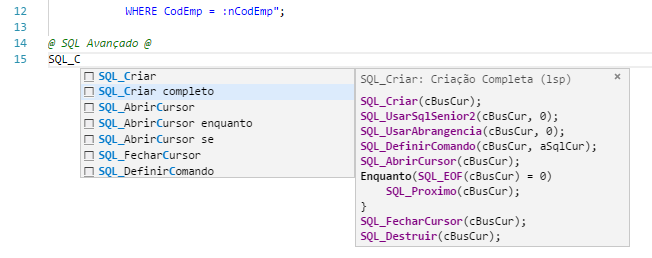 12 WHERE CodEmp = :nCodEmp";
13
14 @ SQL Avançado @
15 SQL_C
SQL_Criar
SQL_Criar completo
SQL_AbrirCursor
SQL_AbrirCursor enquanto
SQL_AbrirCursor se
SQL_FecharCursor
SQL_DefinirComando
SQL_Criar: Criação Completa (lsp) ×
SQL_Criar(cBusCur);
SQL_UsarSqlSenior2(cBusCur, 0);
SQL_UsarAbrangencia(cBusCur, 0);
SQL_DefinirComando(cBusCur, aSqlCur);
SQL_AbrirCursor(cBusCur);
Enquanto(SQL_EOF(cBusCur) = 0)
SQL_Proximo(cBusCur);
}
SQL_FecharCursor(cBusCur);
SQL_Destruir(cBusCur);